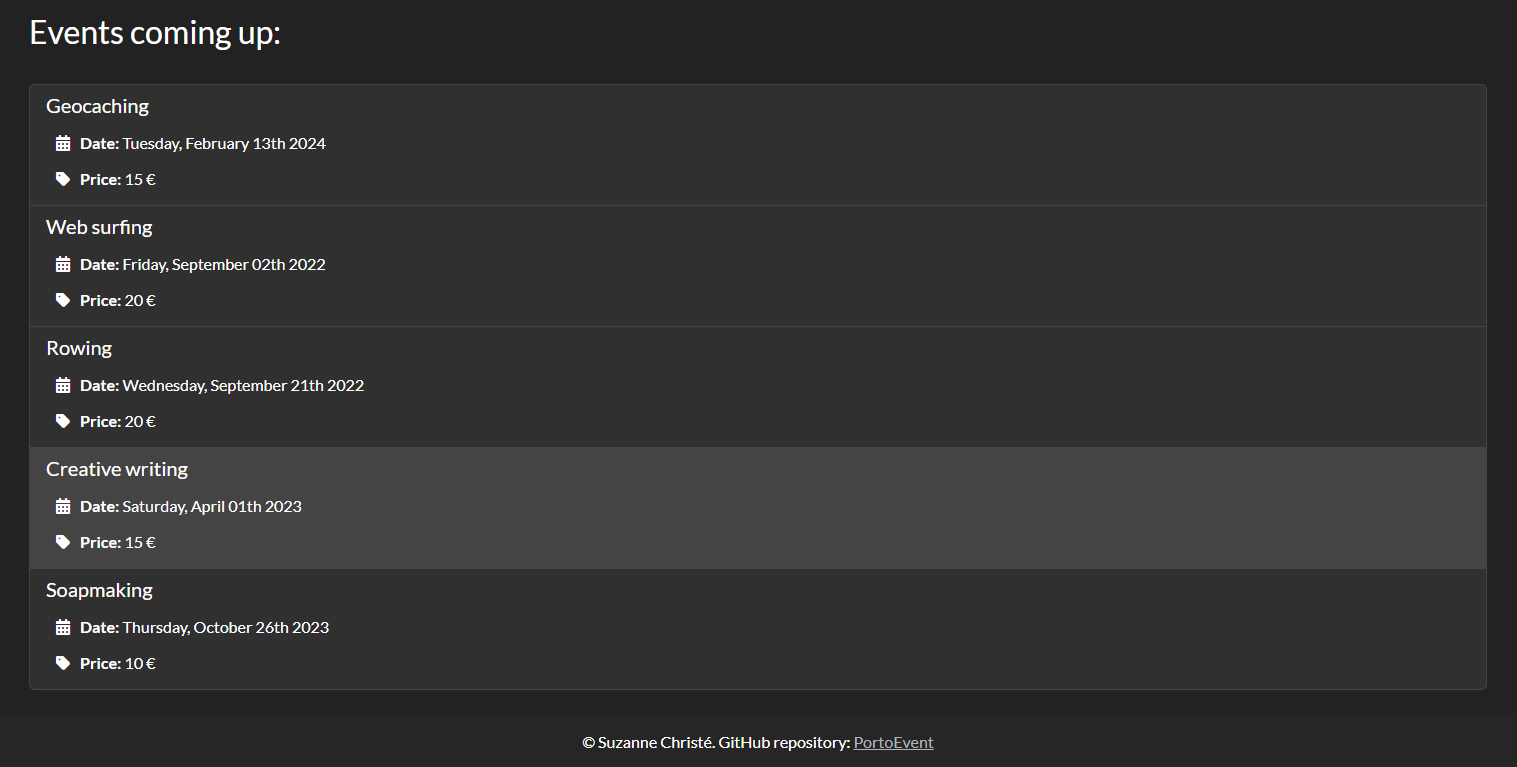 Events coming up:
Geocaching
Date: Tuesday, February 13th 2024
Price: 15 €
Web surfing
Date: Friday, September 02th 2022
Price: 20 €
Rowing
Date: Wednesday, September 21th 2022
Price: 20 €
Creative writing
Date: Saturday, April 01th 2023
Price: 15 €
Soapmaking
Date: Thursday, October 26th 2023
Price: 10 €
© Suzanne Christé. GitHub repository: PortoEvent